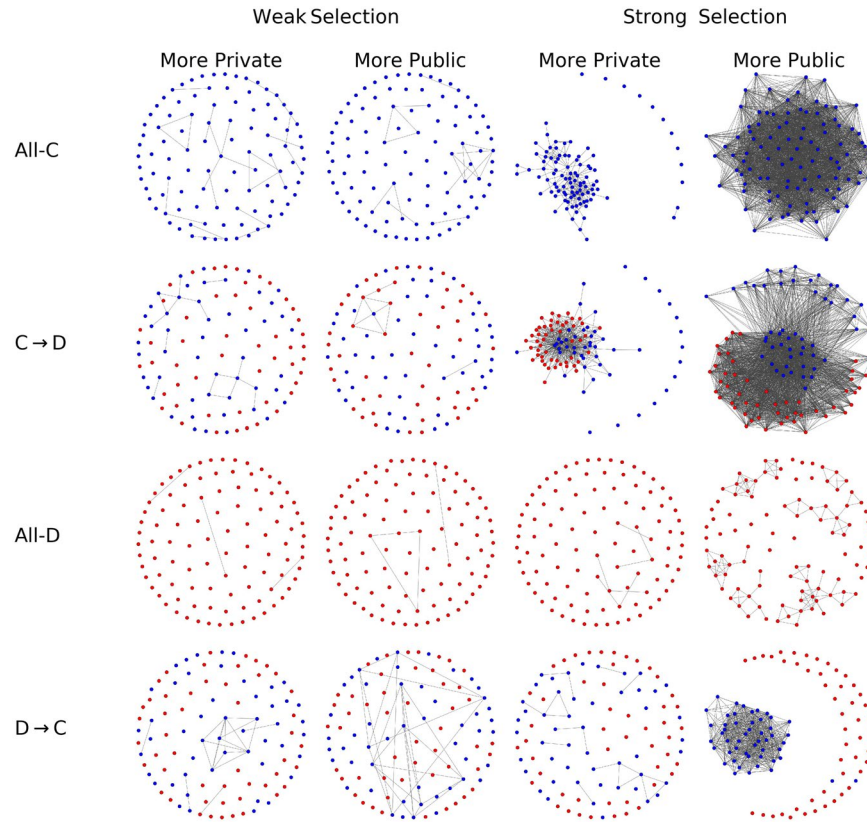 Weak Selection Strong Selection
More Private More Public More Private More Public
All-C
C → D
All-D
D → C